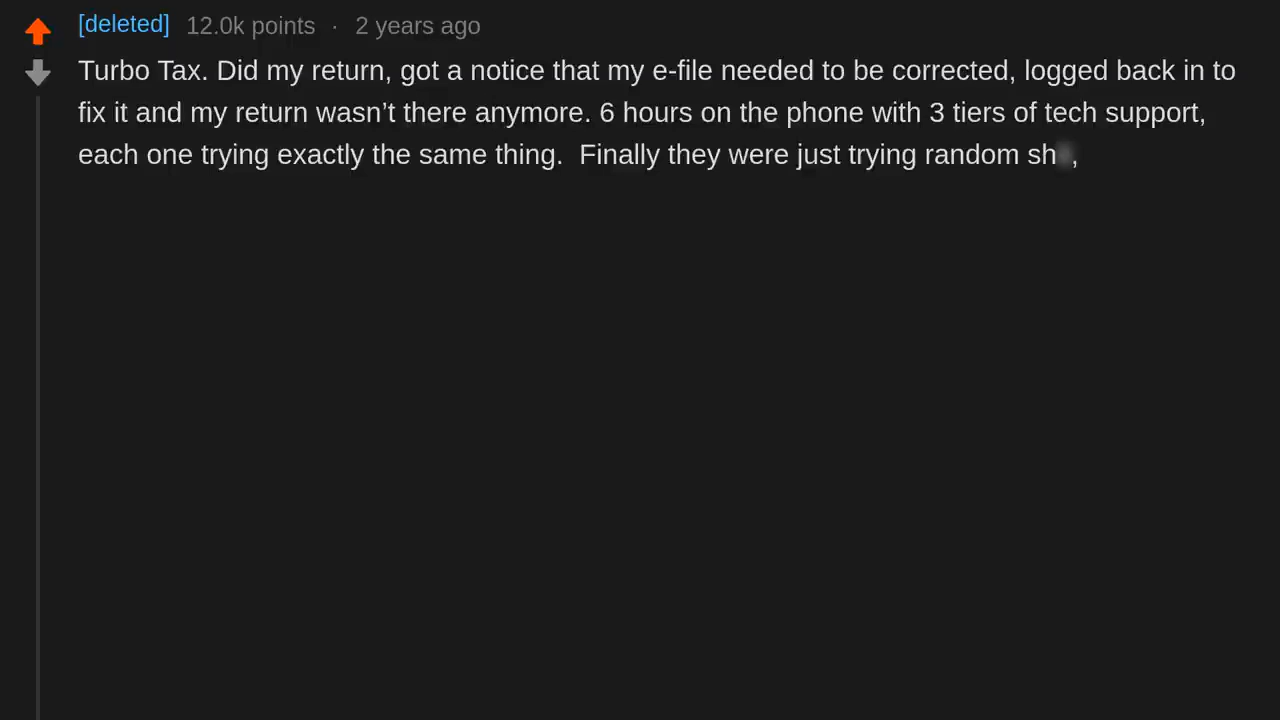 [deleted] 12.0k points · 2 years ago
Turbo Tax. Did my return, got a notice that my e-file needed to be corrected, logged back in to
fix it and my return wasn’t there anymore. 6 hours on the phone with 3 tiers of tech support,
each one trying exactly the same thing.  Finally they were just trying random